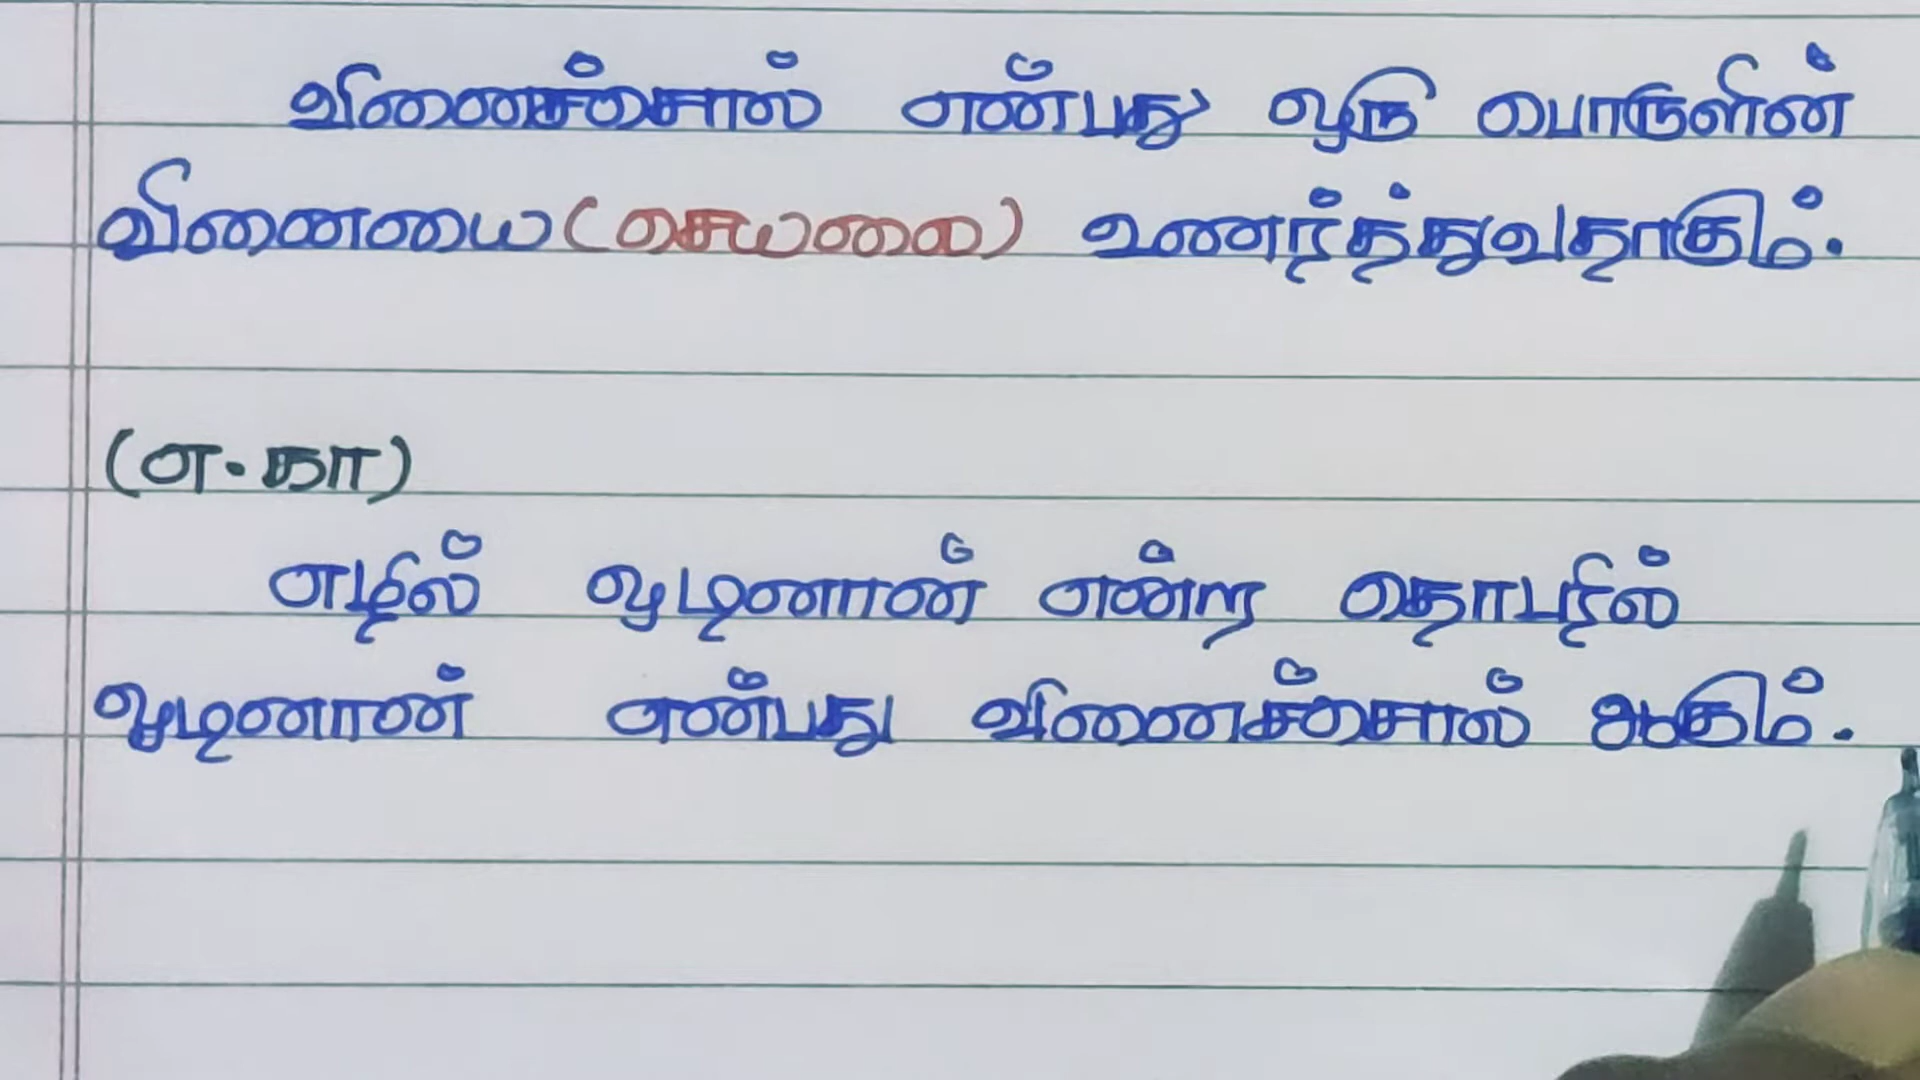 வினைச்சொல் என்பது ஒரு பொருளின்
வினையை (செயலை) உணர்த்துவதாகும்.
(எ.கா)
எழில் ஓடினான் என்ற தொடரில்
ஓடினான் என்பது வினைச்சொல் ஆகும்.